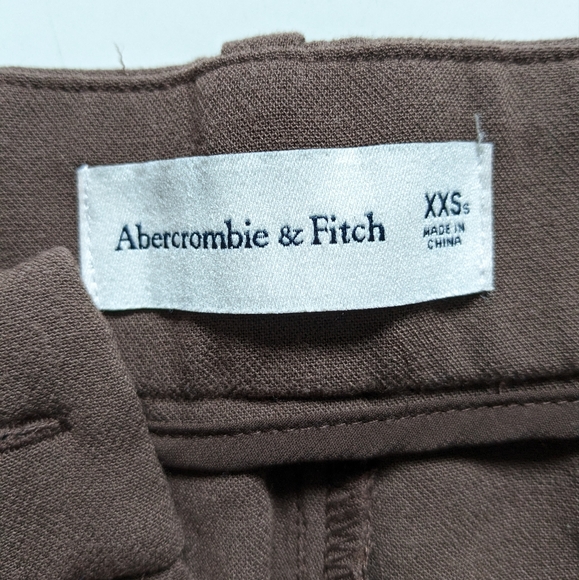 Abercrombie & Fitch
XXSs
MADE IN
CHINA